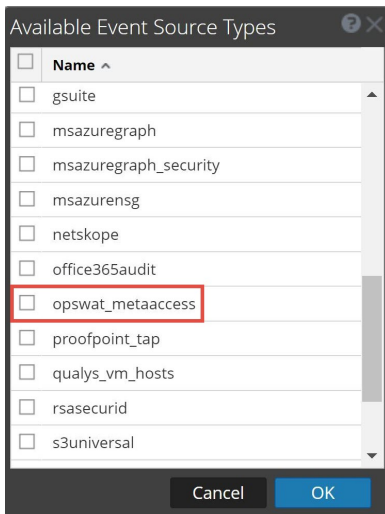 Available Event Source Types
Name
gsuite
msazuregraph
msazuregraph_security
msazurensg
netskope
office365audit
opswat_metaaccess
proofpoint_tap
qualys_vm_hosts
rsasecurid
s3universal
Cancel OK